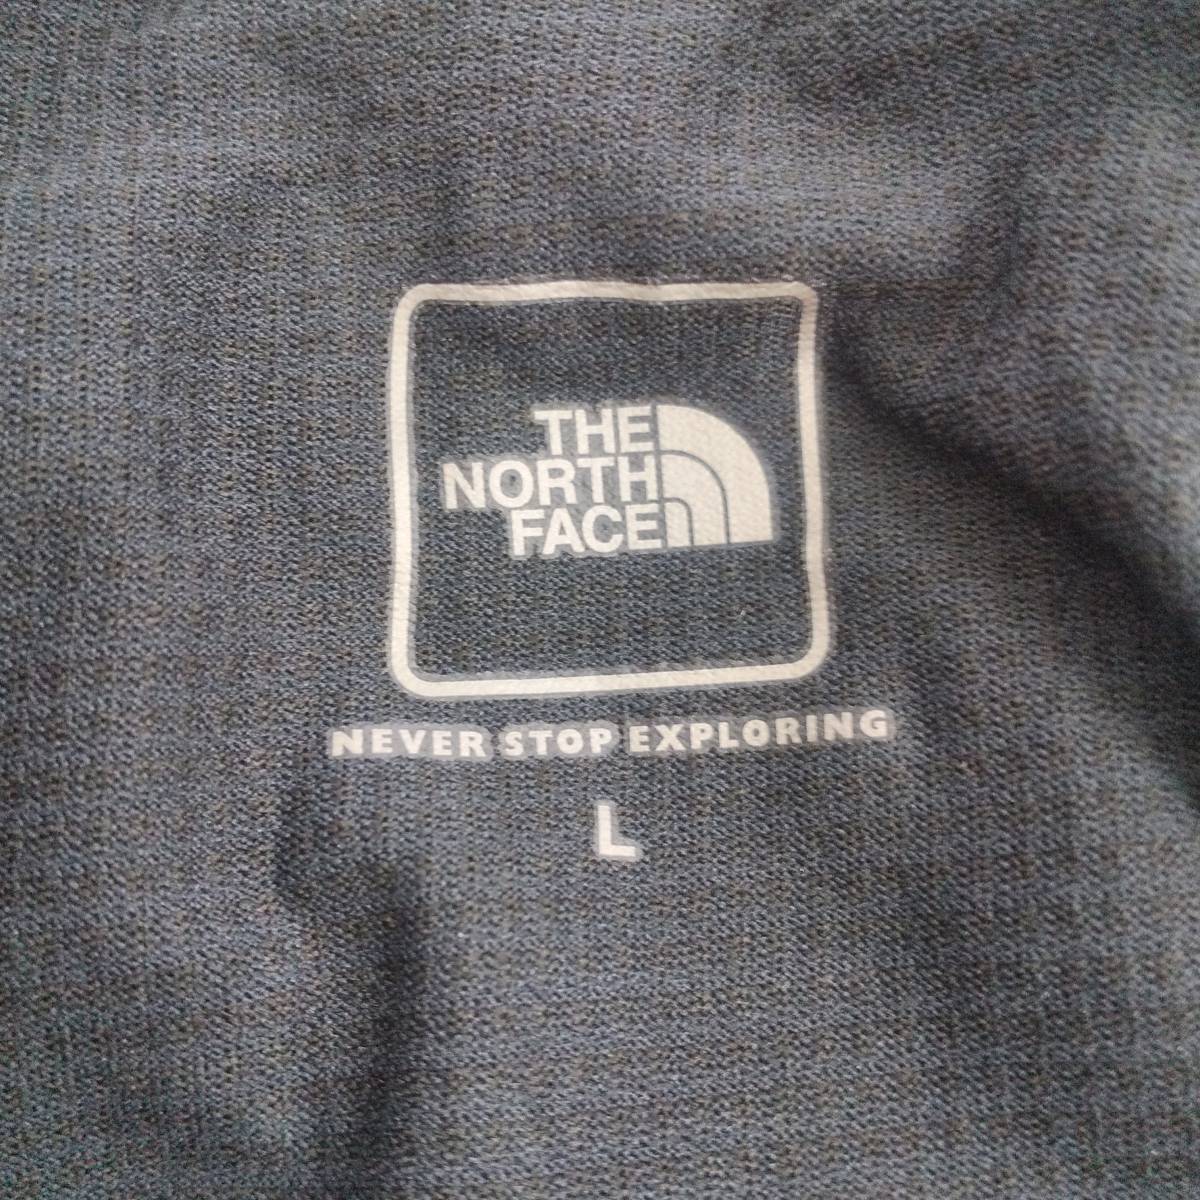 THE
NORTH
FACE
NEVER STOP EXPLORING
L